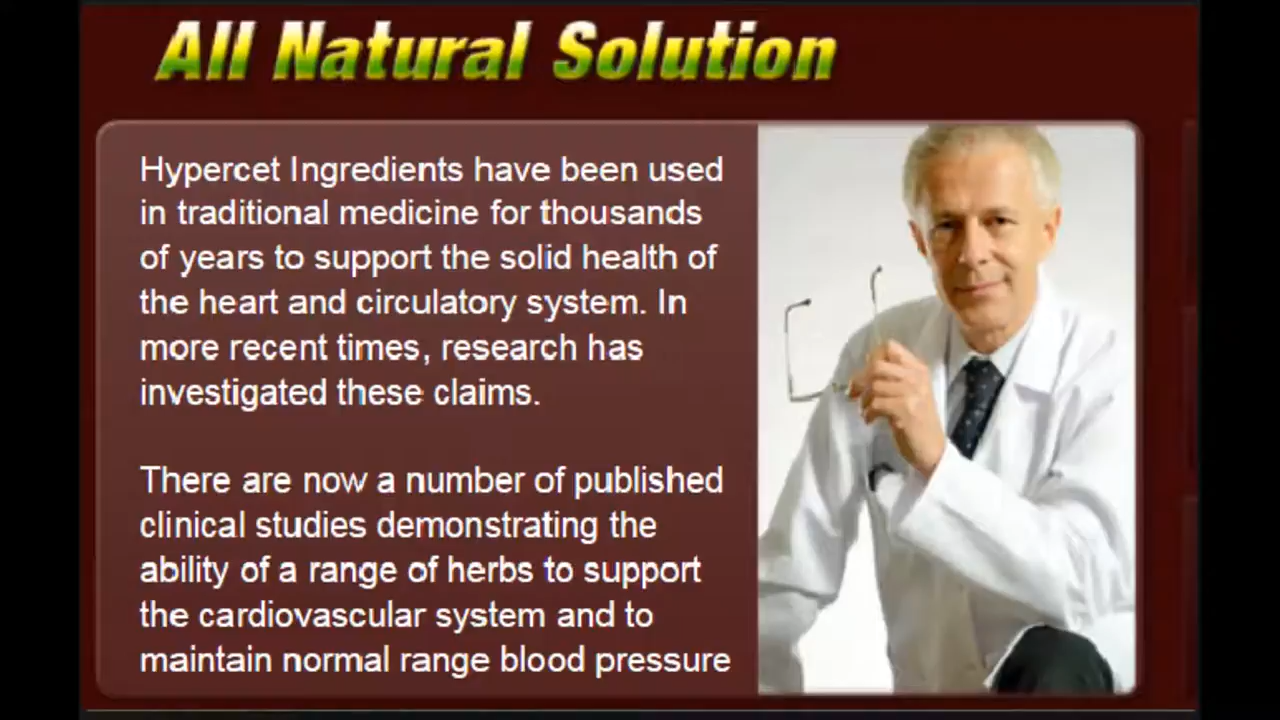 All Natural Solution
Hypercet Ingredients have been used
in traditional medicine for thousands
of years to support the solid health of
the heart and circulatory system. In
more recent times, research has
investigated these claims.
There are now a number of published
clinical studies demonstrating the
ability of a range of herbs to support
the cardiovascular system and to
maintain normal range blood pressure